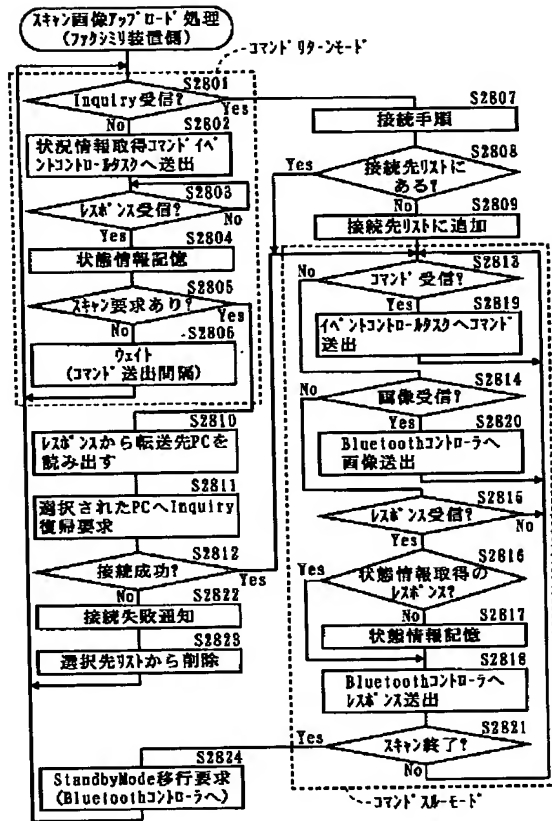 スキャン画像アップロード処理
(ファクシミリ装置側)
コマンドリターンモード
S2801
Inquiry受信?
Yes
No
S2802
状況情報取得コマンドイベ
ントコントロールタスクへ送出
S2803
レスポンス受信?
No
Yes
S2804
状態情報記憶
S2805
スキャン要求あり?
Yes
No
S2806
ウェイト
(コマンド送出間隔)
S2810
レスポンスから転送先PCを
読み出す
S2811
選択されたPCへInquiry
復帰要求
S2812
接続成功?
Yes
No
S2822
接続失敗通知
S2823
選択先リストから削除
S2824
StandbyMode移行要求
(Bluetoothコントローラへ)
S2807
接続手順
S2808
Yes
接続先リストに
ある?
No
S2809
接続先リストに追加
S2813
No
コマンド受信?
Yes
S2819
イベントコントロールタスクへコマンド
送出
S2814
No
画像受信?
Yes
S2820
Bluetoothコントローラへ
画像送出
S2815
レスポンス受信?
No
Yes
S2816
Yes
状態情報取得の
レスポンス?
No
S2817
状態情報記憶
S2818
Bluetoothコントローラへ
レスポンス送出
S2821
Yes
スキャン終了?
No
コマンドスルーモード